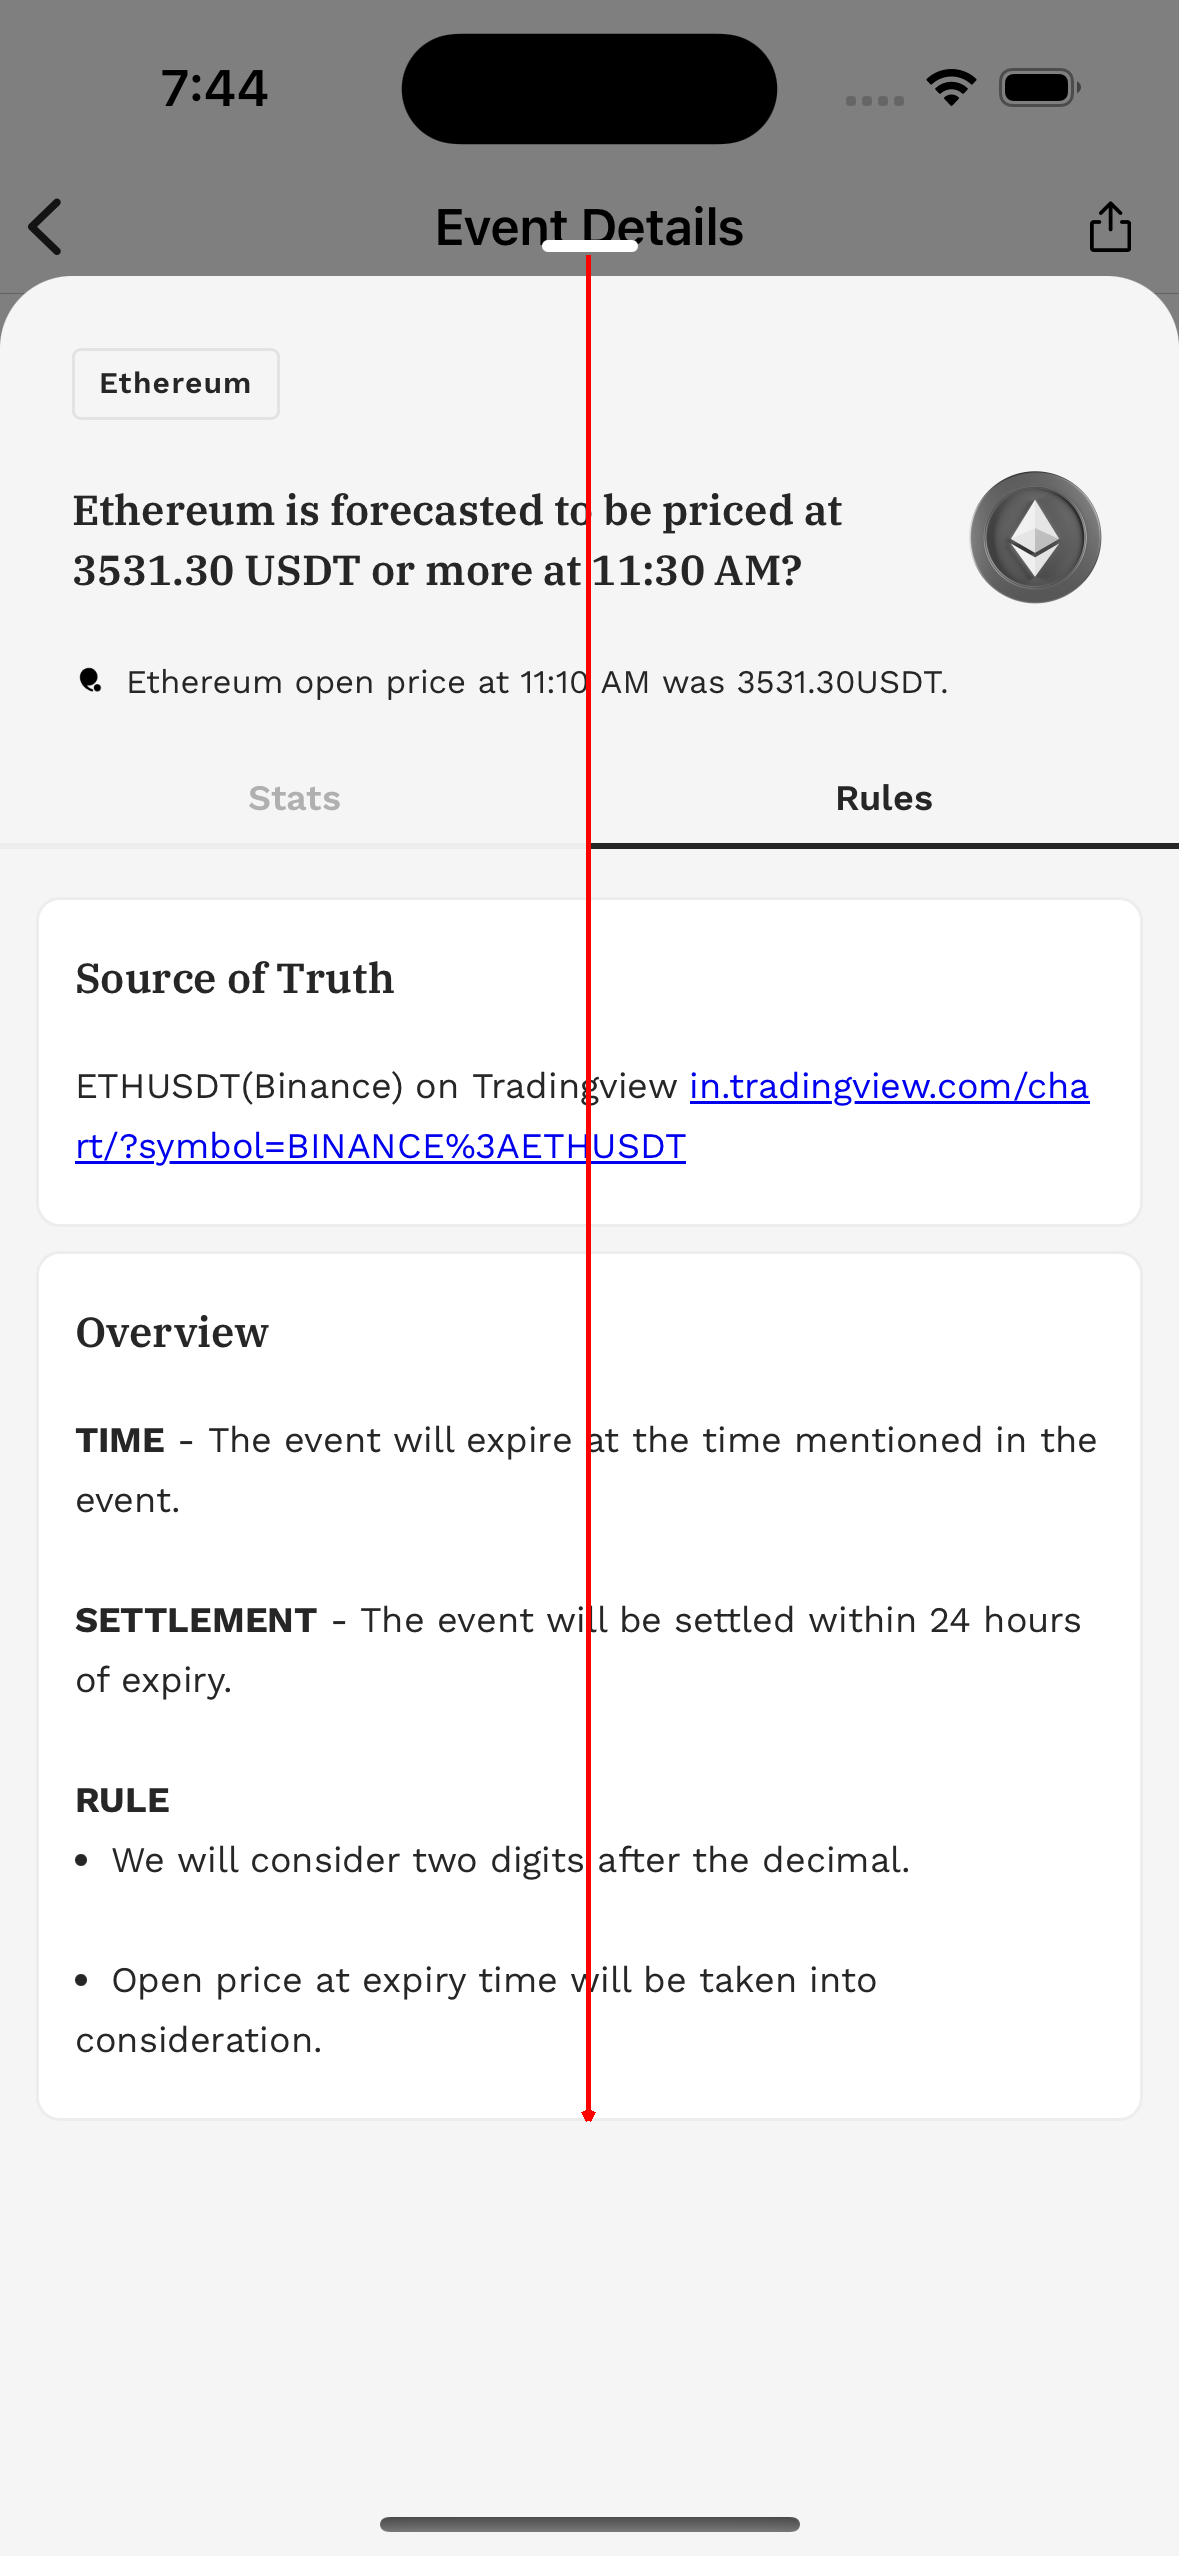 7:44
Event Details
Ethereum
Ethereum is forecasted to be priced at
3531.30 USDT or more at 11:30 AM?
Ethereum open price at 11:10 AM was 3531.30USDT.
Stats
Rules
Source of Truth
ETHUSDT(Binance) on Tradingview in.tradingview.com/cha
rt/?symbol=BINANCE%3AETHUSDT
Overview
TIME - The event will expire at the time mentioned in the
event.
SETTLEMENT - The event will be settled within 24 hours
of expiry.
RULE
• We will consider two digits after the decimal.
• Open price at expiry time will be taken into
consideration.